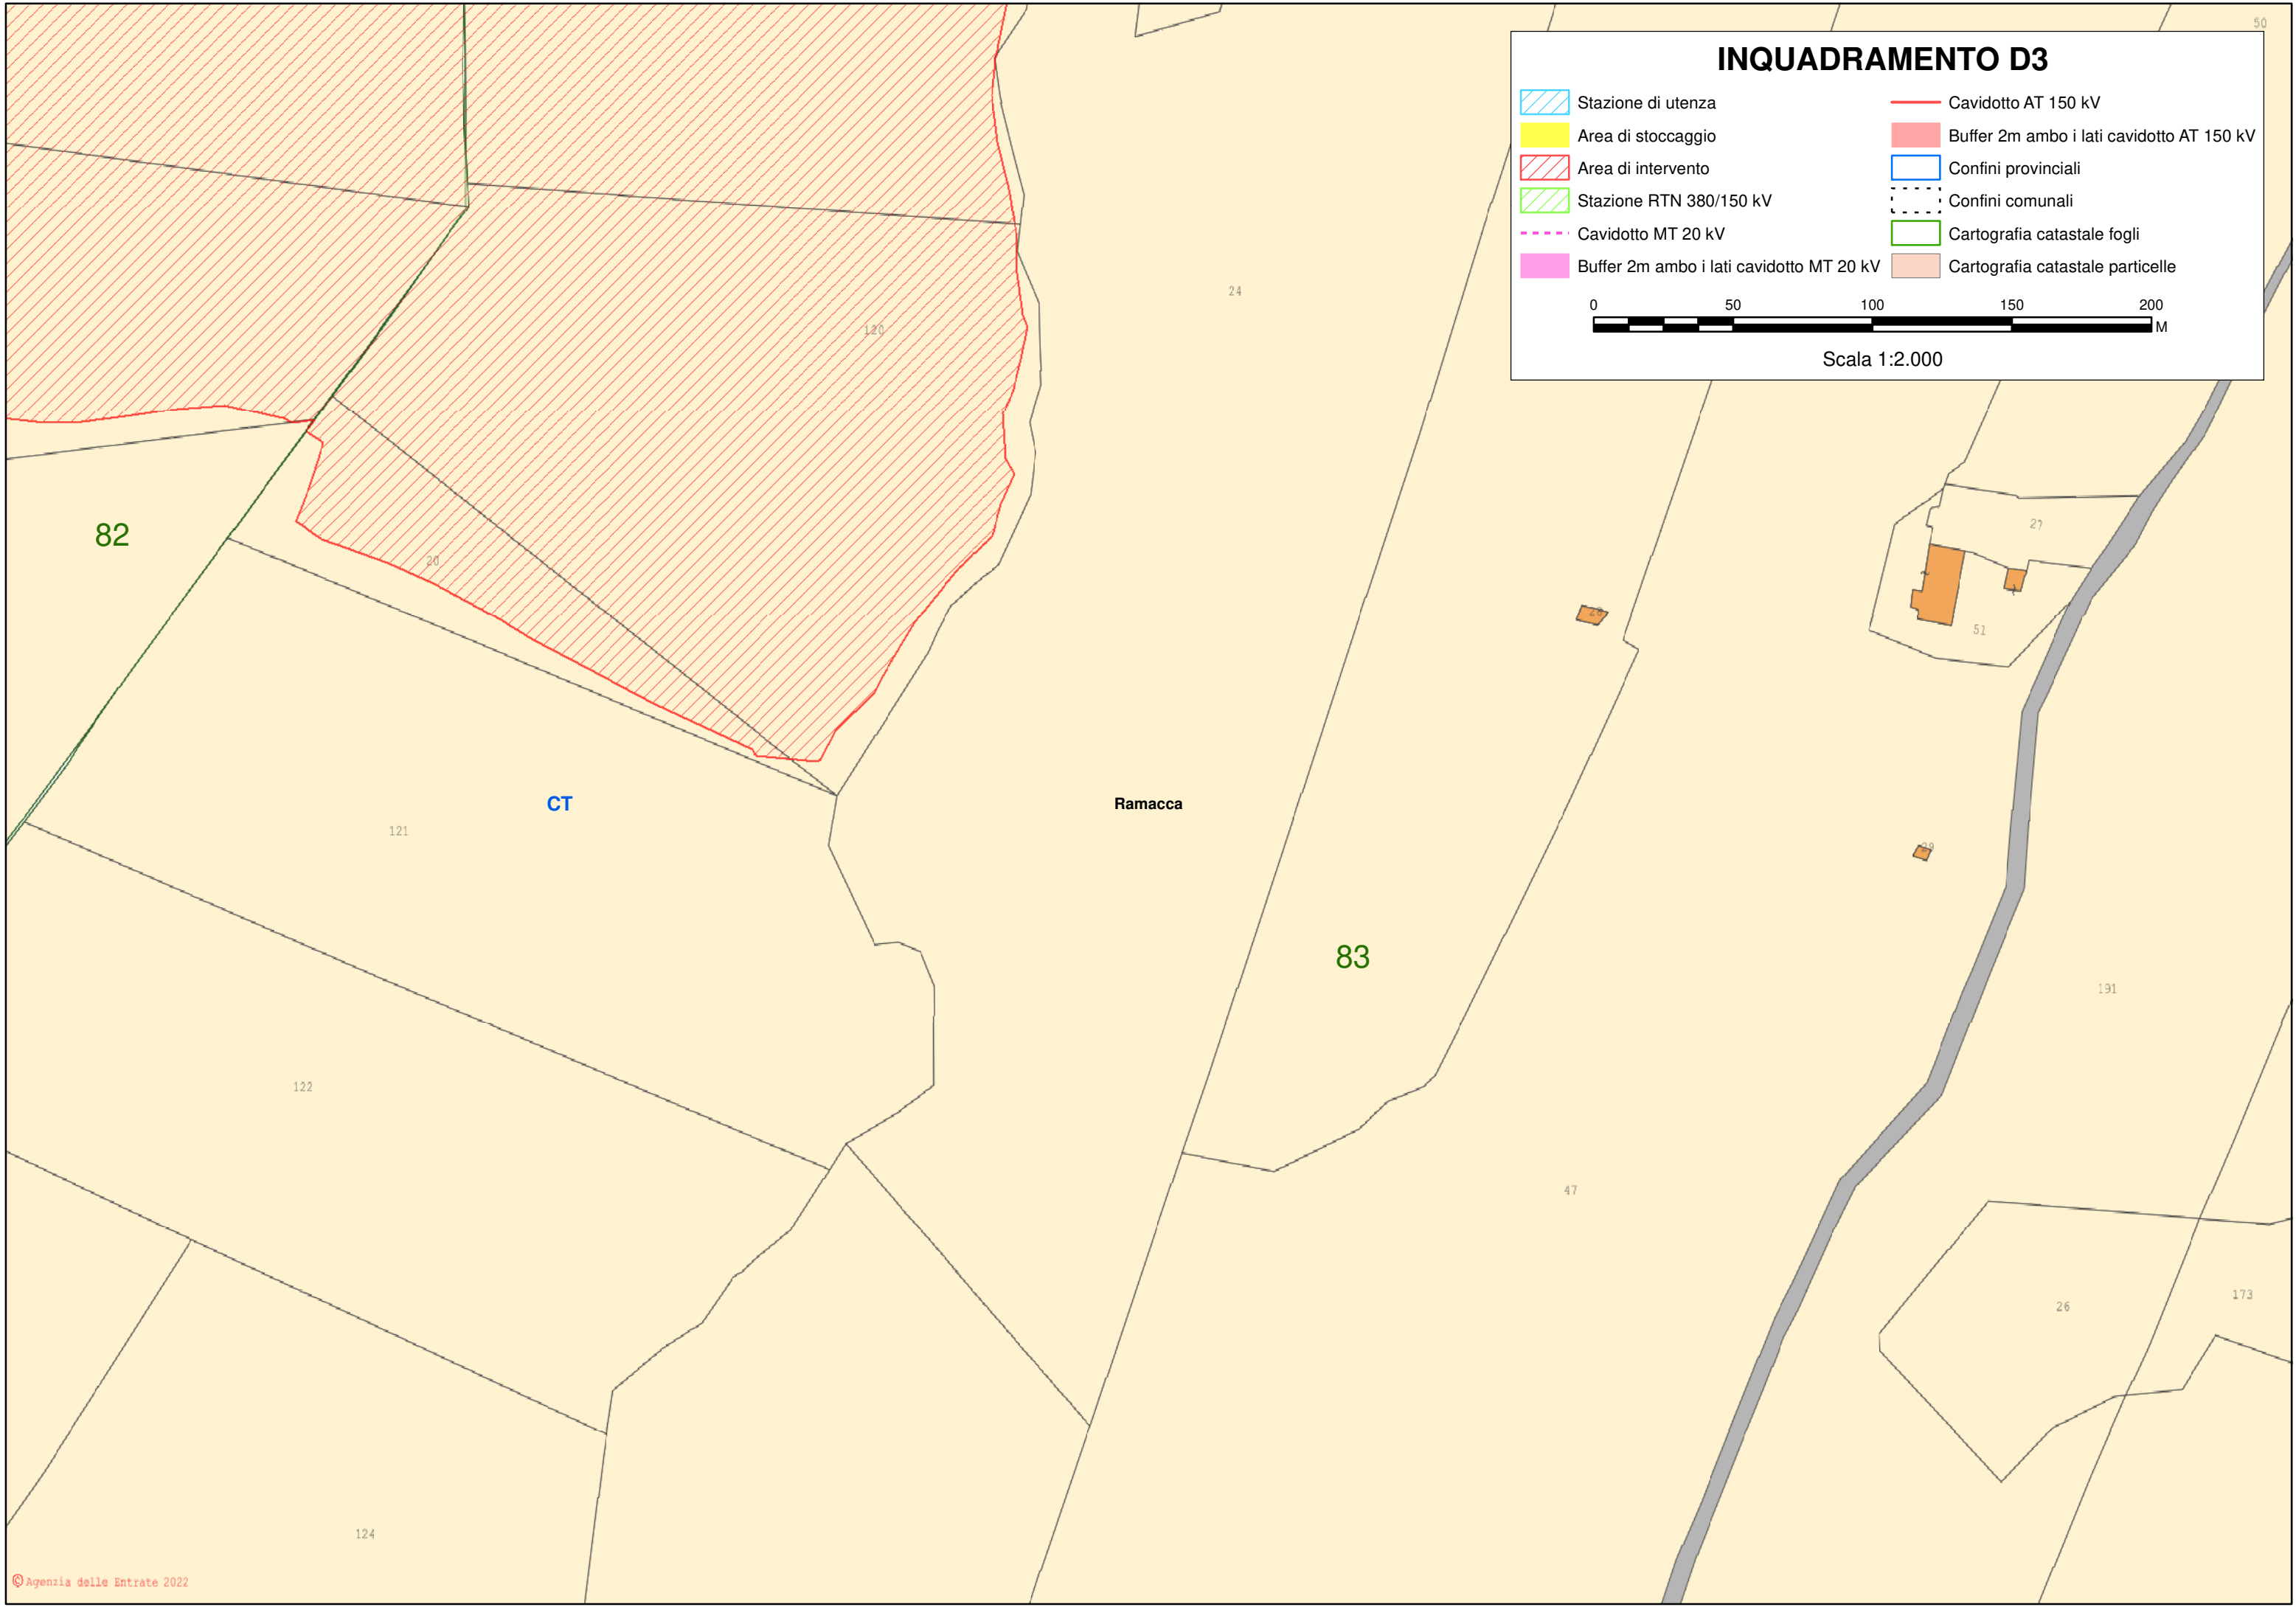 50
INQUADRAMENTO D3
Stazione di utenza
Area di stoccaggio
Area di intervento
Stazione RTN 380/150 kV
Cavidotto MT 20 kV
Buffer 2m ambo i lati cavidotto MT 20 kV
Cavidotto AT 150 kV
Buffer 2m ambo i lati cavidotto AT 150 kV
Confini provinciali
Confini comunali
Cartografia catastale fogli
Cartografia catastale particelle
0 50 100 150 200
M
Scala 1:2.000
24
120
82
20
27
51
CT
Ramacca
121
83
191
122
47
26
173
124
© Agenzia delle Entrate 2022